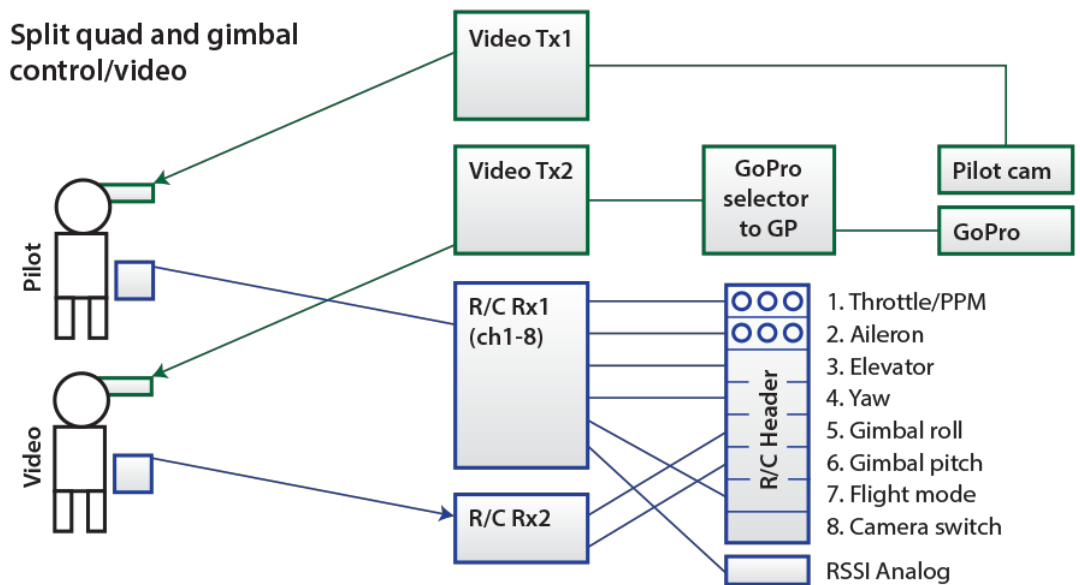 Split quad and gimbal
control/video
Video Tx1
Video Tx2
GoPro
selector
to GP
Pilot cam
GoPro
Pilot
Video
R/C Rx1
(ch1-8)
R/C Rx2
R/C Header
1. Throttle/PPM
2. Aileron
3. Elevator
4. Yaw
5. Gimbal roll
6. Gimbal pitch
7. Flight mode
8. Camera switch
RSSI Analog